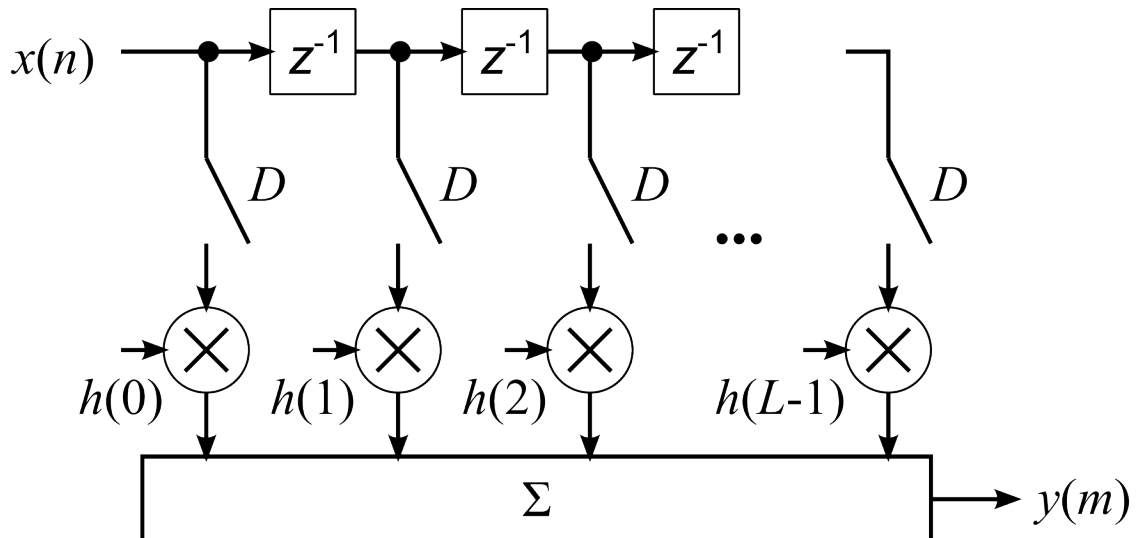 x(n) z⁻¹ z⁻¹ z⁻¹
D D D D
...
h(0) h(1) h(2) h(L-1)
Σ y(m)